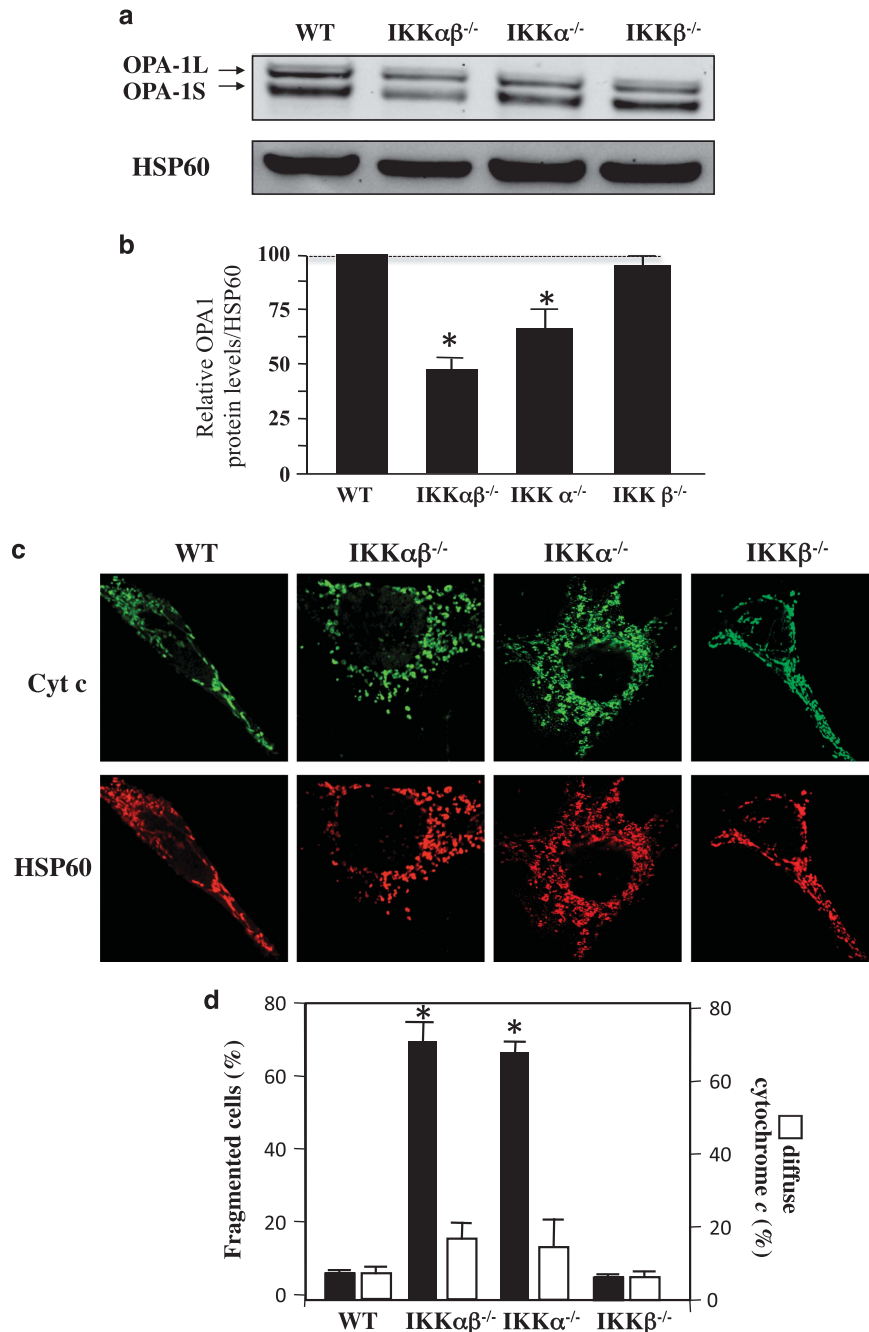 a
WT IKKαβ-/- IKKα-/- IKKβ-/-
OPA-1L
OPA-1S
HSP60
b
Relative OPA1
protein levels/HSP60
100
75
50
25
0
*
*
WT IKKαβ-/- IKK α-/- IKK β-/-
c
WT IKKαβ-/- IKKα-/- IKKβ-/-
Cyt c
HSP60
d
Fragmented cells (%)
80
60
40
20
0
*
*
80
60
40
20
0
diffuse
cytochrome c (%)
WT IKKαβ-/- IKKα-/- IKKβ-/-